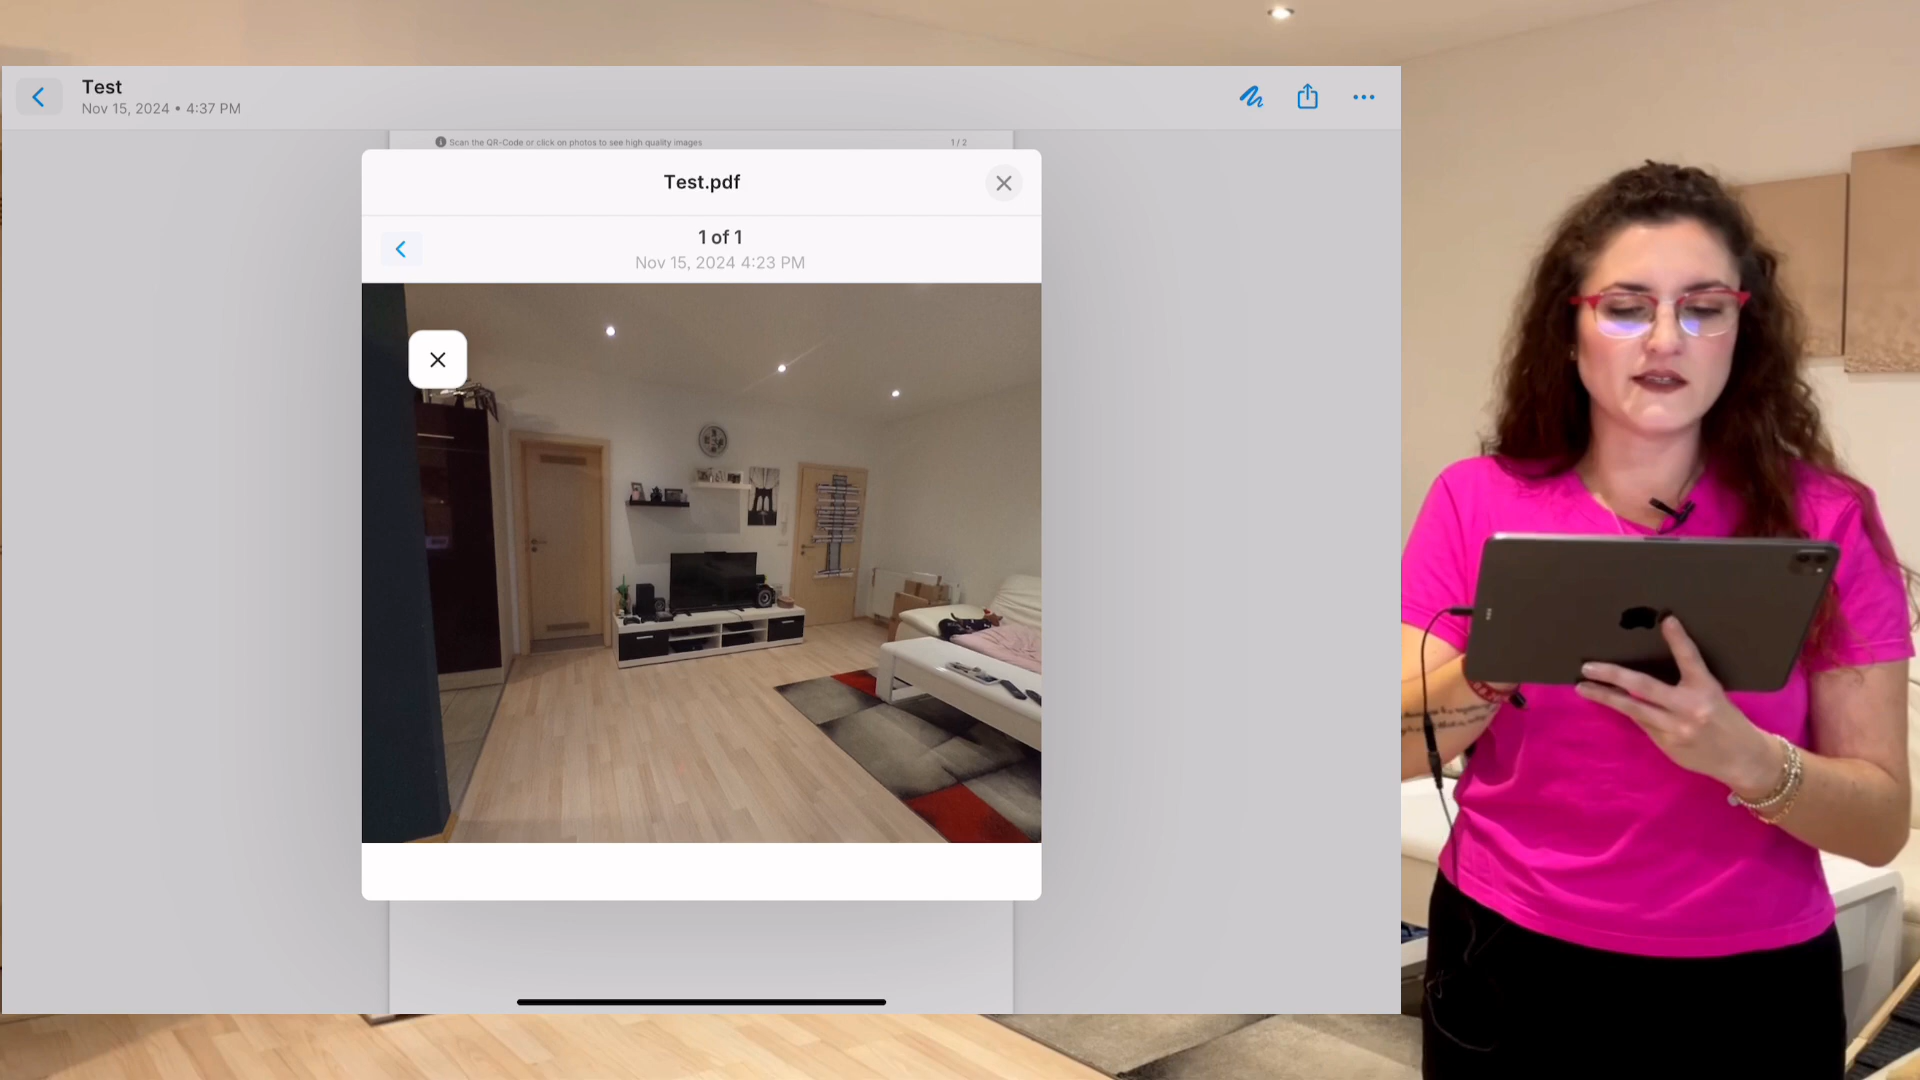 Test
Nov 15, 2024 • 4:37 PM
Scan the QR-Code or click on photos to see high quality images
1 / 2
Test.pdf
1 of 1
Nov 15, 2024 4:23 PM